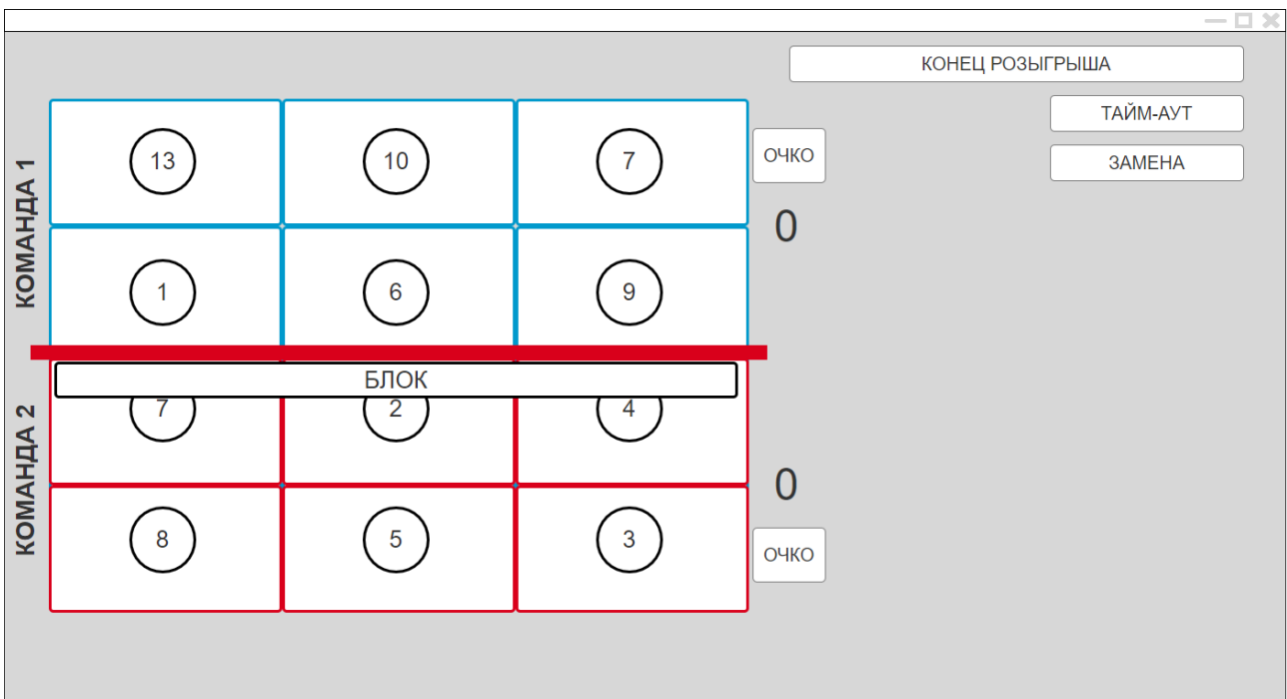 КОНЕЦ РОЗЫГРЫША
ТАЙМ-АУТ
ЗАМЕНА
КОМАНДА 1
13 10 7
ОЧКО
0
1 6 9
БЛОК
КОМАНДА 2
7 2 4
0
8 5 3
ОЧКО